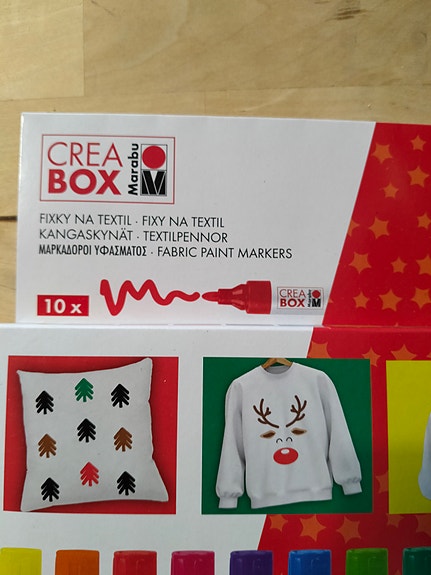 CREA
BOX
Marabu
FIXKY NA TEXTIL · FIXY NA TEXTIL
KANGASKYNÄT · TEXTILPENNOR
ΜΑΡΚΑΔΟΡΟΙ ΥΦΑΣΜΑΤΟΣ · FABRIC PAINT MARKERS
10 x
CREA
BOX
Marabu